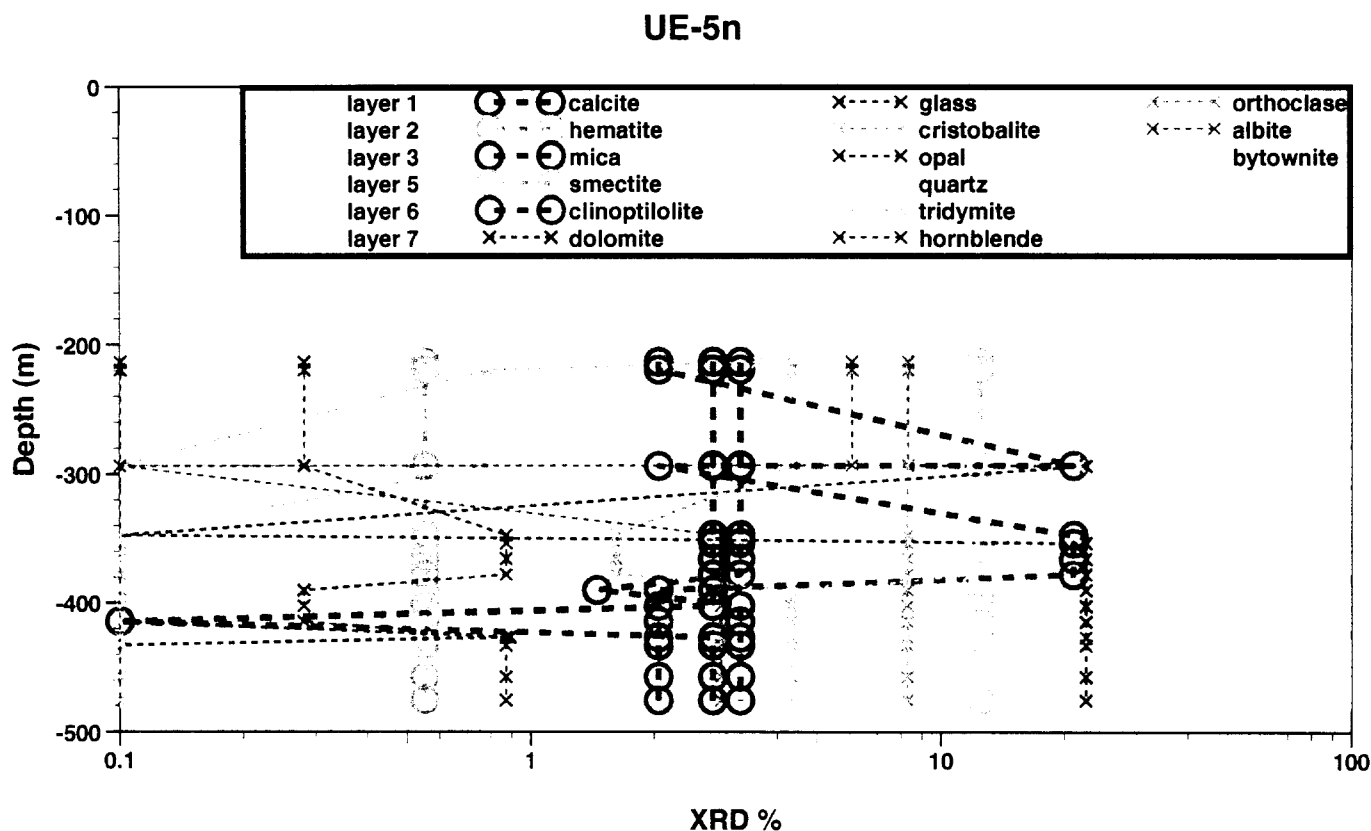 UE-5n
0
layer 1 calcite glass orthoclase
layer 2 hematite cristobalite albite
layer 3 mica opal bytownite
layer 5 smectite quartz
layer 6 clinoptilolite tridymite
layer 7 dolomite hornblende
-100
-200
-300
-400
-500
Depth (m)
0.1 1 10 100
XRD %